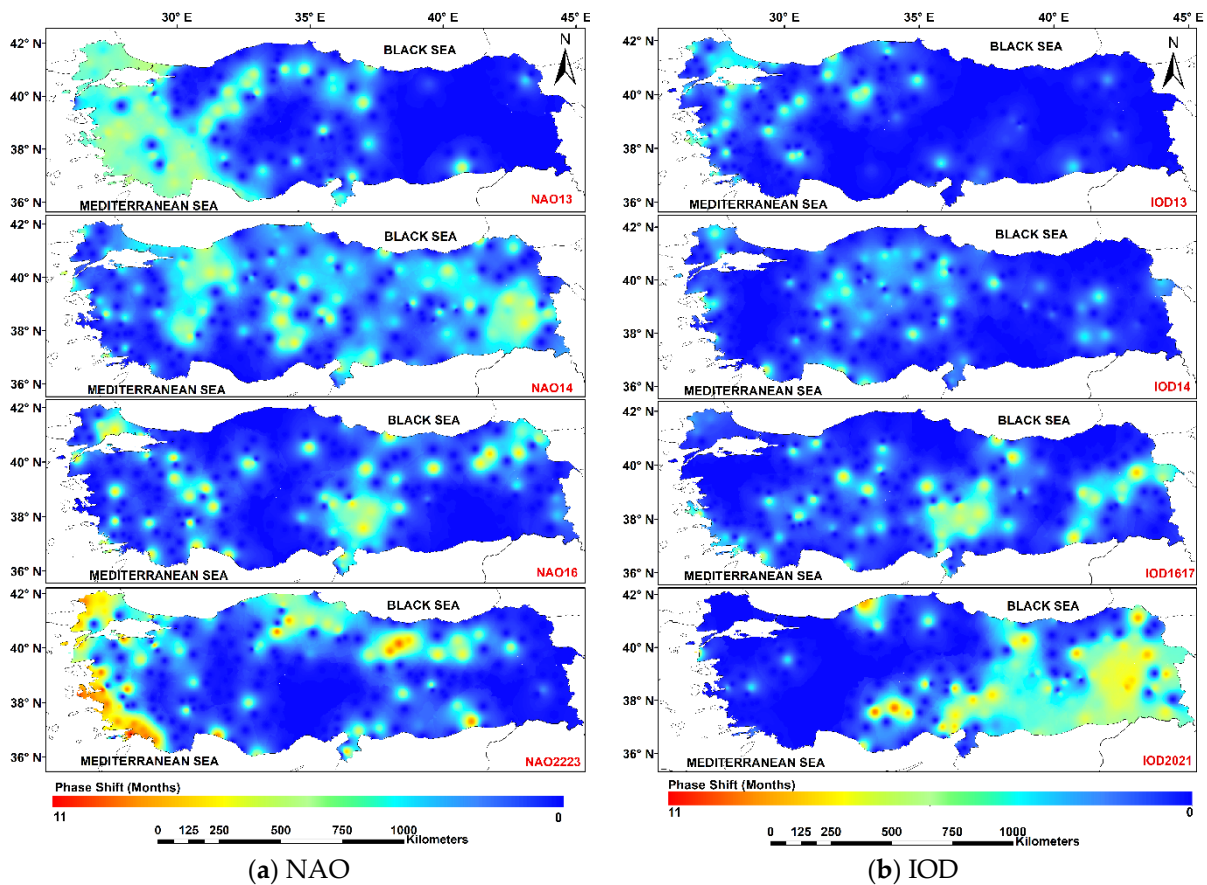 30° E 35° E 40° E 45° E
42° N
40° N
38° N
36° N
BLACK SEA
N
MEDITERRANEAN SEA
NAO13
42° N
40° N
38° N
36° N
BLACK SEA
MEDITERRANEAN SEA
NAO14
42° N
40° N
38° N
36° N
BLACK SEA
MEDITERRANEAN SEA
NAO16
42° N
40° N
38° N
36° N
BLACK SEA
MEDITERRANEAN SEA
NAO2223
Phase Shift (Months)
11 0
0 125 250 500 750 1000
Kilometers
(a) NAO
30° E 35° E 40° E 45° E
42° N
40° N
38° N
36° N
BLACK SEA
N
MEDITERRANEAN SEA
IOD13
42° N
40° N
38° N
36° N
BLACK SEA
MEDITERRANEAN SEA
IOD14
42° N
40° N
38° N
36° N
BLACK SEA
MEDITERRANEAN SEA
IOD1617
42° N
40° N
38° N
36° N
BLACK SEA
MEDITERRANEAN SEA
IOD2021
Phase Shift (Months)
11 0
0 125 250 500 750 1000
Kilometers
(b) IOD